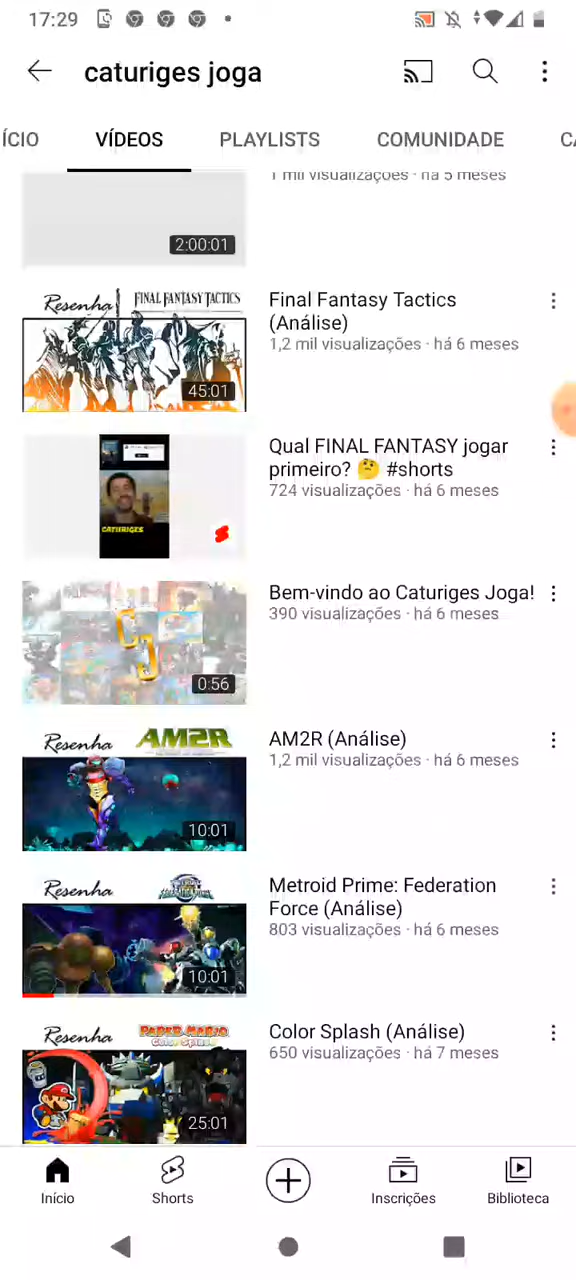 17:29
caturiges joga
ÍCIO VÍDEOS PLAYLISTS COMUNIDADE CA
1 mil visualizações · há 5 meses
2:00:01
Resenha FINAL FANTASY TACTICS
45:01
Final Fantasy Tactics
(Análise)
1,2 mil visualizações · há 6 meses
CATURIGES
Qual FINAL FANTASY jogar
primeiro? 🤔 #shorts
724 visualizações · há 6 meses
CJ
0:56
Bem-vindo ao Caturiges Joga!
390 visualizações · há 6 meses
Resenha AM2R
10:01
AM2R (Análise)
1,2 mil visualizações · há 6 meses
Resenha
10:01
Metroid Prime: Federation
Force (Análise)
803 visualizações · há 6 meses
Resenha PAPER MARIO
Color Splash
25:01
Color Splash (Análise)
650 visualizações · há 7 meses
Início Shorts Inscrições Biblioteca